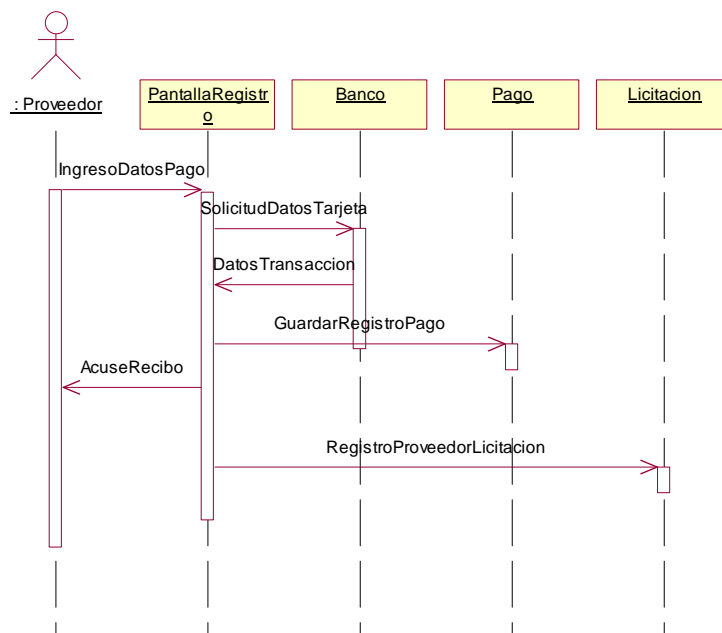 : Proveedor
PantallaRegistr
o
Banco
Pago
Licitacion
IngresoDatosPago
SolicitudDatosTarjeta
DatosTransaccion
GuardarRegistroPago
AcuseRecibo
RegistroProveedorLicitacion